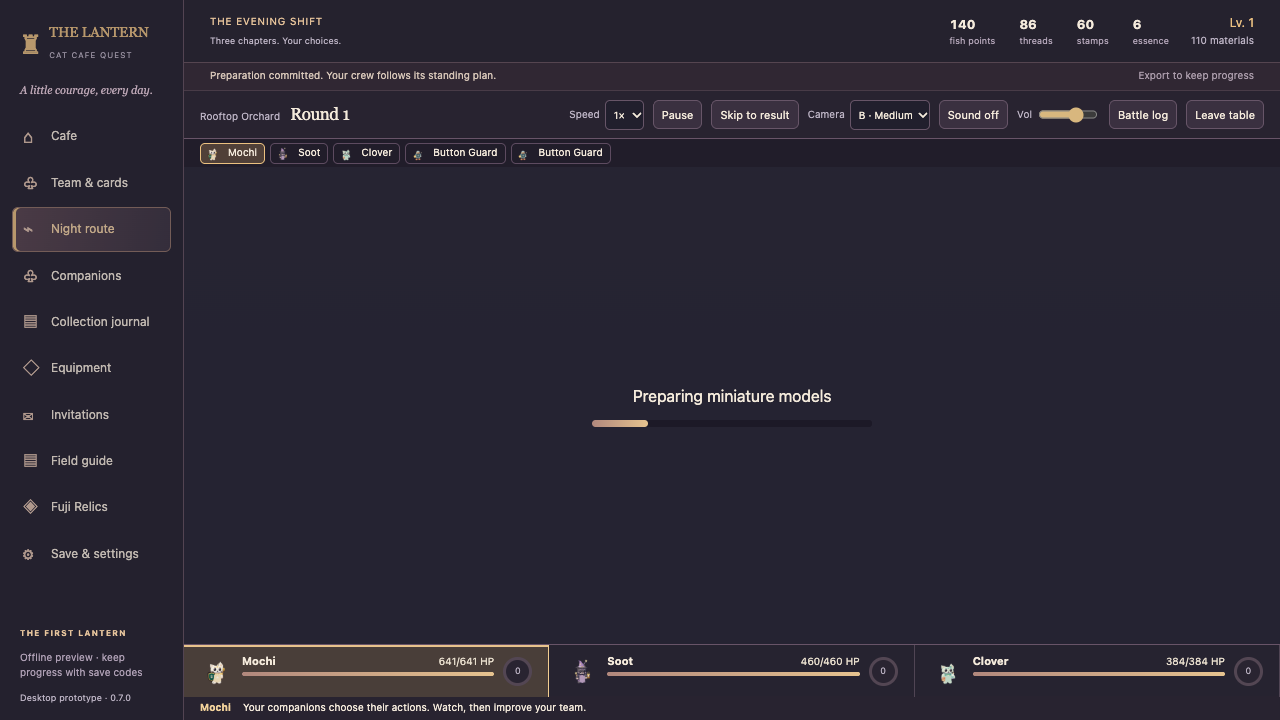 THE LANTERN
CAT CAFE QUEST
A little courage, every day.
Cafe
Team & cards
Night route
Companions
Collection journal
Equipment
Invitations
Field guide
Fuji Relics
Save & settings
THE FIRST LANTERN
Offline preview · keep
progress with save codes
Desktop prototype · 0.7.0
THE EVENING SHIFT
Three chapters. Your choices.
140 fish points
86 threads
60 stamps
6 essence
Lv. 1
110 materials
Preparation committed. Your crew follows its standing plan.
Export to keep progress
Rooftop Orchard Round 1
Speed 1× Pause Skip to result Camera B · Medium Sound off Vol Battle log Leave table
Mochi Soot Clover Button Guard Button Guard
Preparing miniature models
Mochi 641/641 HP 0
Soot 460/460 HP 0
Clover 384/384 HP 0
Mochi Your companions choose their actions. Watch, then improve your team.